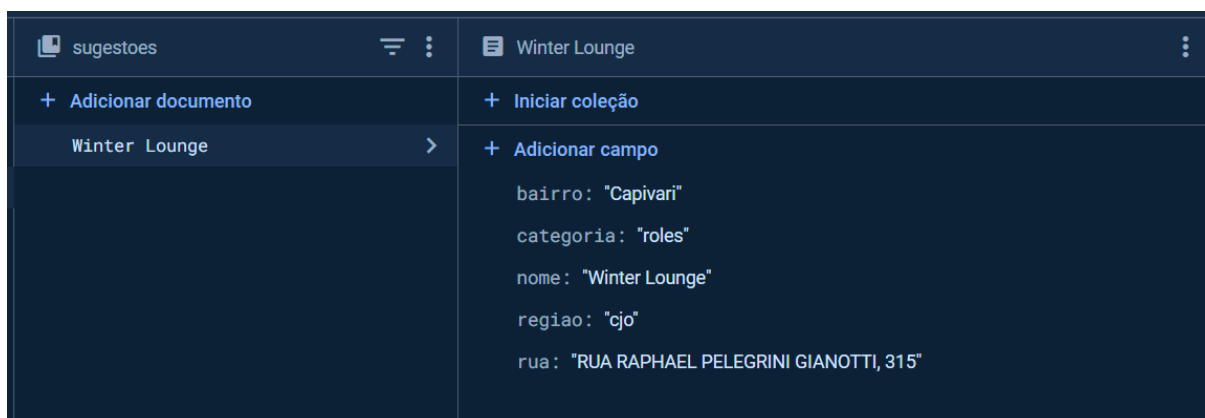 sugestoes
Adicionar documento
Winter Lounge
Winter Lounge
Iniciar coleção
Adicionar campo
bairro: "Capivari"
categoria: "roles"
nome: "Winter Lounge"
regiao: "cjo"
rua: "RUA RAPHAEL PELEGRINI GIANOTTI, 315"